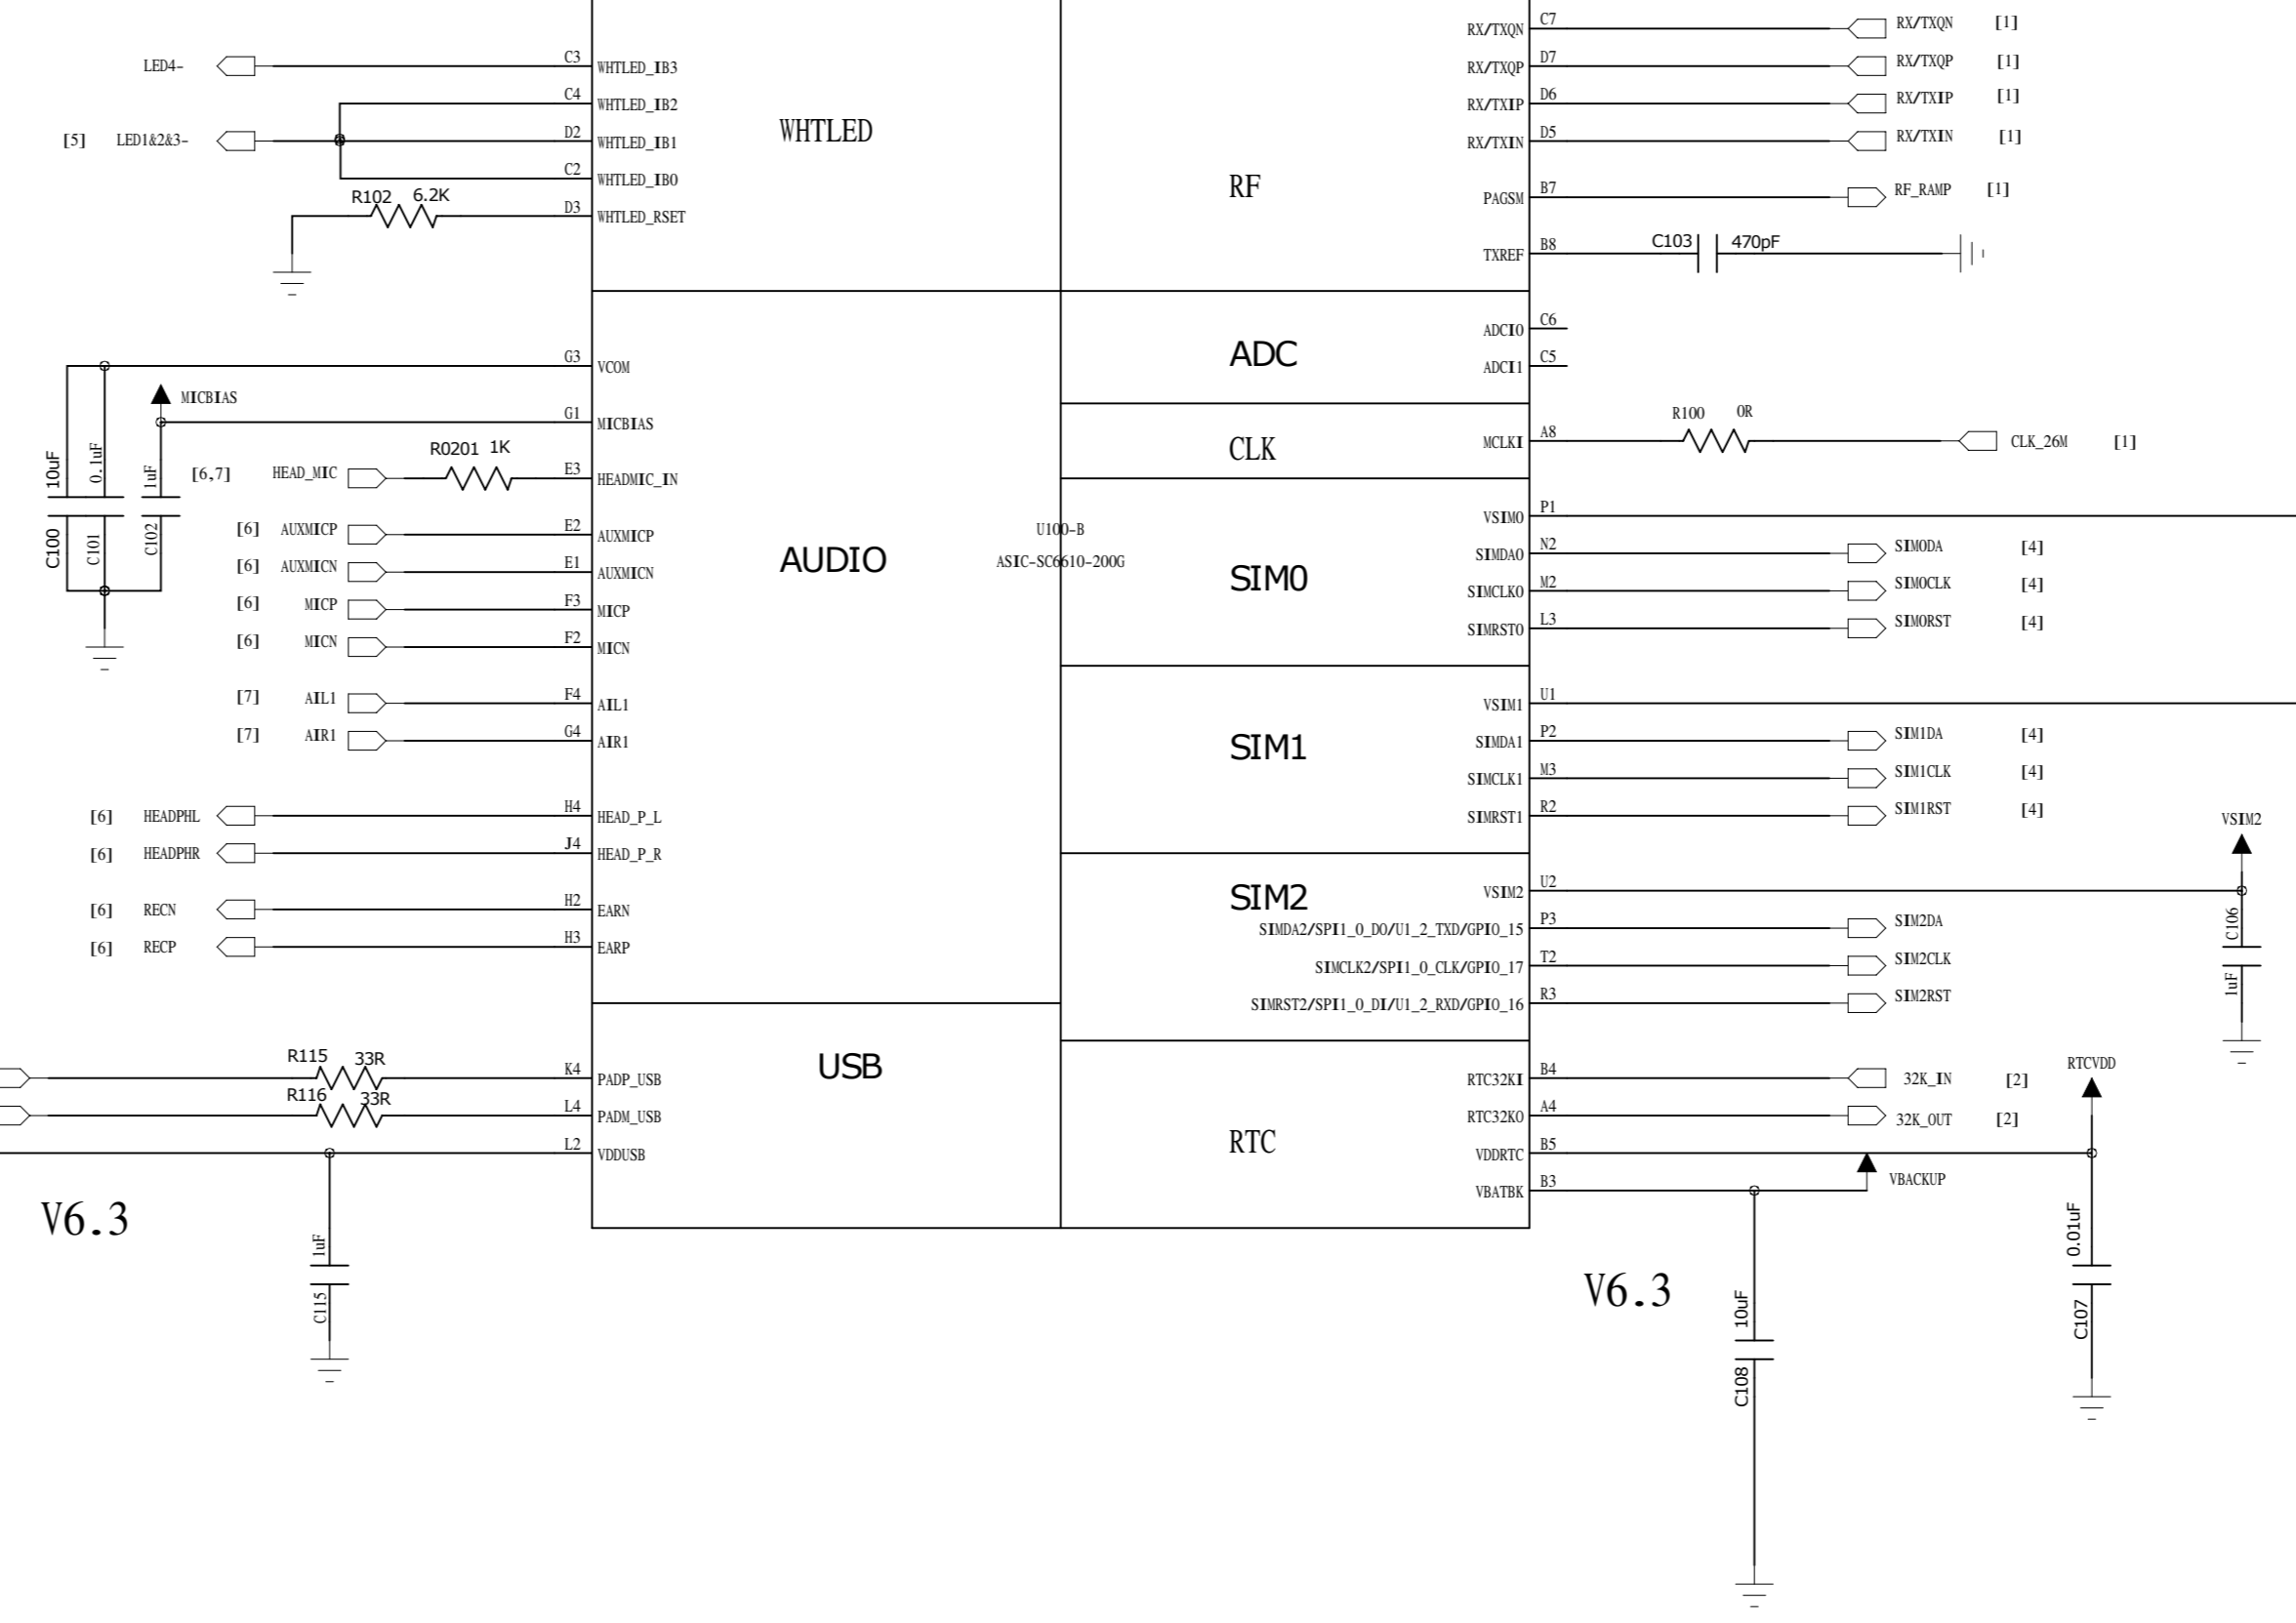 LED4- C3 WHTLED_IB3
C4 WHTLED_IB2
[5] LED1&2&3- D2 WHTLED_IB1
C2 WHTLED_IB0
R102 6.2K D3 WHTLED_RSET
WHTLED
RF
RX/TXQN C7 RX/TXQN [1]
RX/TXQP D7 RX/TXQP [1]
RX/TXIP D6 RX/TXIP [1]
RX/TXIN D5 RX/TXIN [1]
PAGSM B7 RF_RAMP [1]
TXREF B8 C103 470pF
G3 VCOM
MICBIAS
G1 MICBIAS
10uF 0.1uF 1uF
C100 C101 C102
[6,7] HEAD_MIC R0201 1K E3 HEADMIC_IN
[6] AUXMICP E2 AUXMICP
[6] AUXMICN E1 AUXMICN
[6] MICP F3 MICP
[6] MICN F2 MICN
[7] AIL1 F4 AIL1
[7] AIR1 G4 AIR1
[6] HEADPHL H4 HEAD_P_L
[6] HEADPHR J4 HEAD_P_R
[6] RECN H2 EARN
[6] RECP H3 EARP
AUDIO
U100-B
ASIC-SC6610-200G
ADC
ADCI0 C6
ADCI1 C5
CLK
MCLKI A8 R100 0R CLK_26M [1]
SIM0
VSIM0 P1
SIMDA0 N2 SIM0DA [4]
SIMCLK0 M2 SIM0CLK [4]
SIMRST0 L3 SIM0RST [4]
SIM1
VSIM1 U1
SIMDA1 P2 SIM1DA [4]
SIMCLK1 M3 SIM1CLK [4]
SIMRST1 R2 SIM1RST [4]
SIM2
VSIM2
VSIM2 U2
SIMDA2/SPI1_0_DO/U1_2_TXD/GPIO_15 P3 SIM2DA
SIMCLK2/SPI1_0_CLK/GPIO_17 T2 SIM2CLK
SIMRST2/SPI1_0_DI/U1_2_RXD/GPIO_16 R3 SIM2RST
C106
1uF
R115 33R K4 PADP_USB
R116 33R L4 PADM_USB
L2 VDDUSB
USB
V6.3
1uF
C115
RTC
RTC32KI B4 32K_IN [2]
RTC32KO A4 32K_OUT [2]
VDDRTC B5
VBATBK B3
RTCVDD
VBACKUP
V6.3
10uF
C108
0.01uF
C107